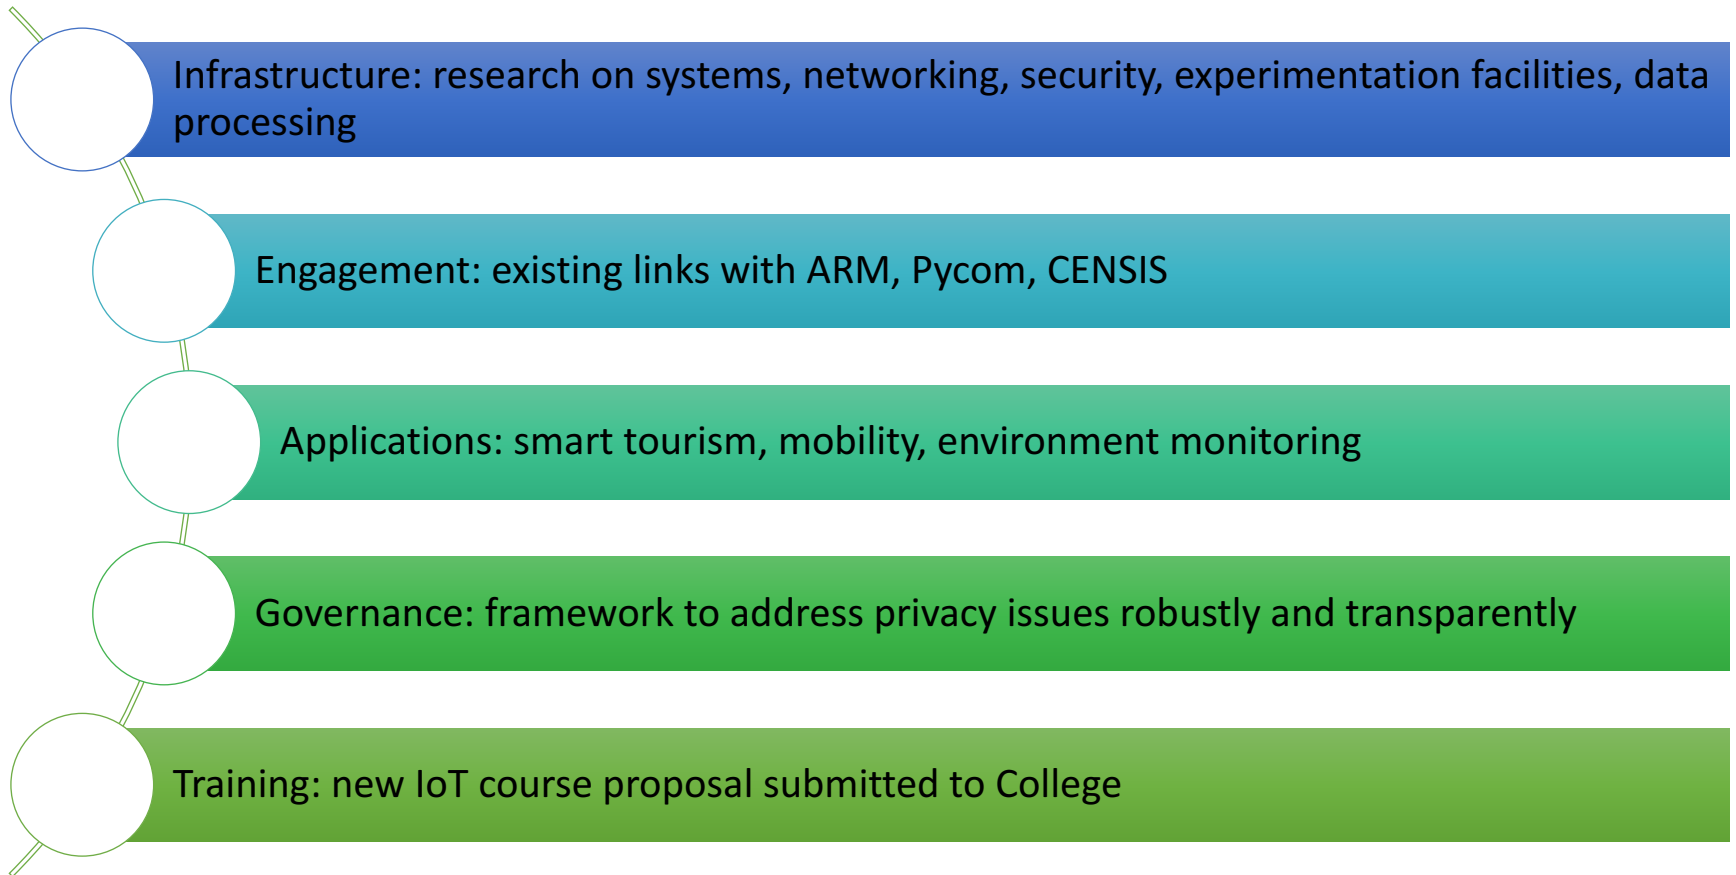 Infrastructure: research on systems, networking, security, experimentation facilities, data
processing
Engagement: existing links with ARM, Pycom, CENSIS
Applications: smart tourism, mobility, environment monitoring
Governance: framework to address privacy issues robustly and transparently
Training: new IoT course proposal submitted to College